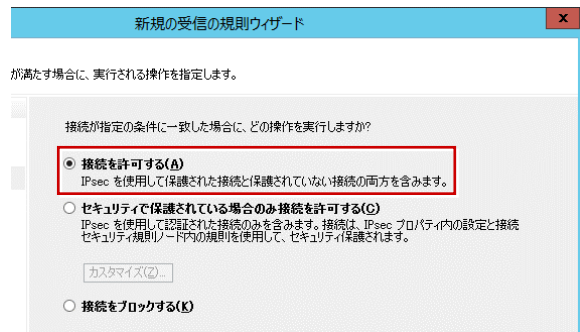 新規の受信の規則ウィザード
x
が満たす場合に、実行される操作を指定します。
接続が指定の条件に一致した場合に、どの操作を実行しますか?
接続を許可する(A)
IPsec を使用して保護された接続と保護されていない接続の両方を含みます。
セキュリティで保護されている場合のみ接続を許可する(C)
IPsec を使用して認証された接続のみを含みます。接続は、IPsec プロパティ内の設定と接続
セキュリティ規則ノード内の規則を使用して、セキュリティ保護されます。
カスタマイズ(Z)...
接続をブロックする(K)